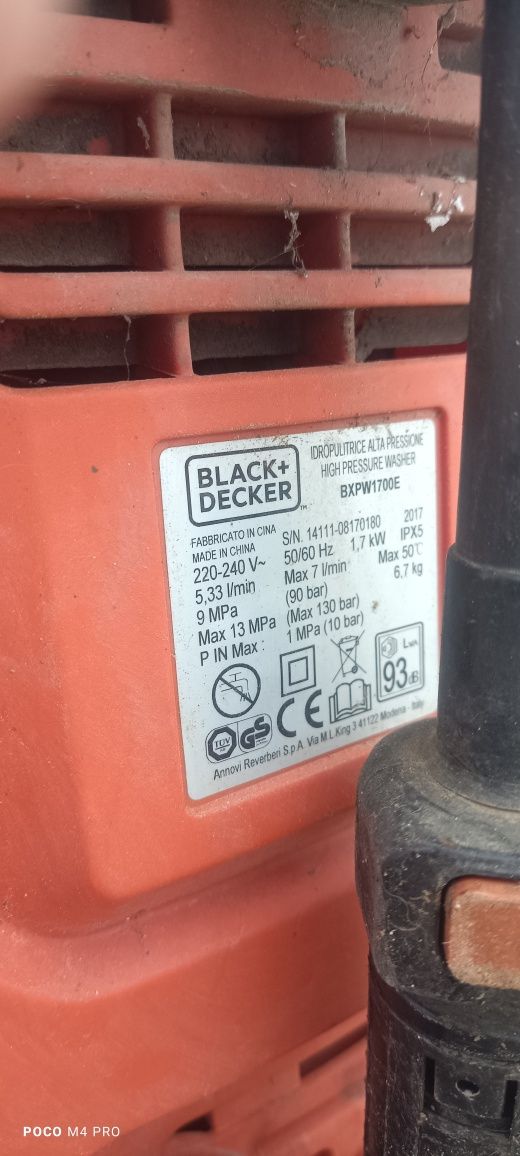 BLACK+
DECKER™
IDROPULITRICE ALTA PRESSIONE
HIGH PRESSURE WASHER
BXPW1700E
FABBRICATO IN CINA
MADE IN CHINA
S/N. 14111-08170180 2017
220-240 V~ 50/60 Hz 1,7 kW IPX5
5,33 l/min Max 7 l/min Max 50°C
9 MPa (90 bar) 6,7 kg
Max 13 MPa (Max 130 bar)
P IN Max : 1 MPa (10 bar)
LWA
93dB
TÜV
GS
CE
Annovi Reverberi S.p.A. Via M.L.King 3 41122 Modena - Italy
POCO M4 PRO